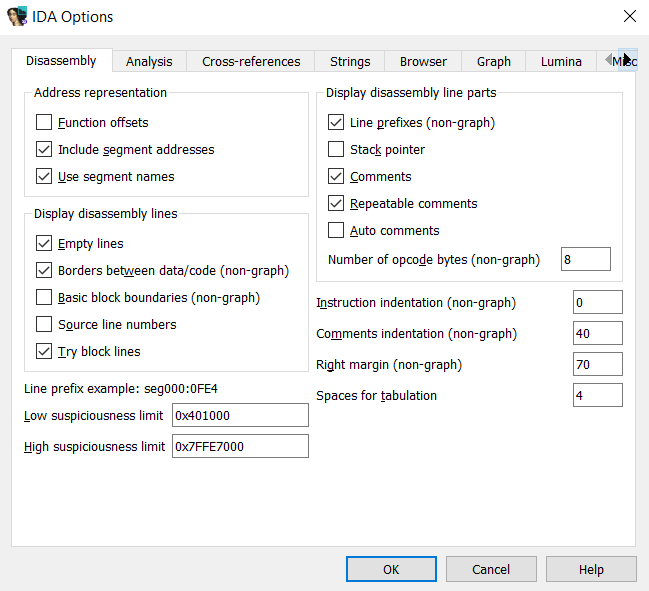 IDA Options
Disassembly Analysis Cross-references Strings Browser Graph Lumina Misc
Address representation
Function offsets
Include segment addresses
Use segment names
Display disassembly lines
Empty lines
Borders between data/code (non-graph)
Basic block boundaries (non-graph)
Source line numbers
Try block lines
Line prefix example: seg000:0FE4
Low suspiciousness limit 0x401000
High suspiciousness limit 0x7FFE7000
Display disassembly line parts
Line prefixes (non-graph)
Stack pointer
Comments
Repeatable comments
Auto comments
Number of opcode bytes (non-graph) 8
Instruction indentation (non-graph) 0
Comments indentation (non-graph) 40
Right margin (non-graph) 70
Spaces for tabulation 4
OK Cancel Help